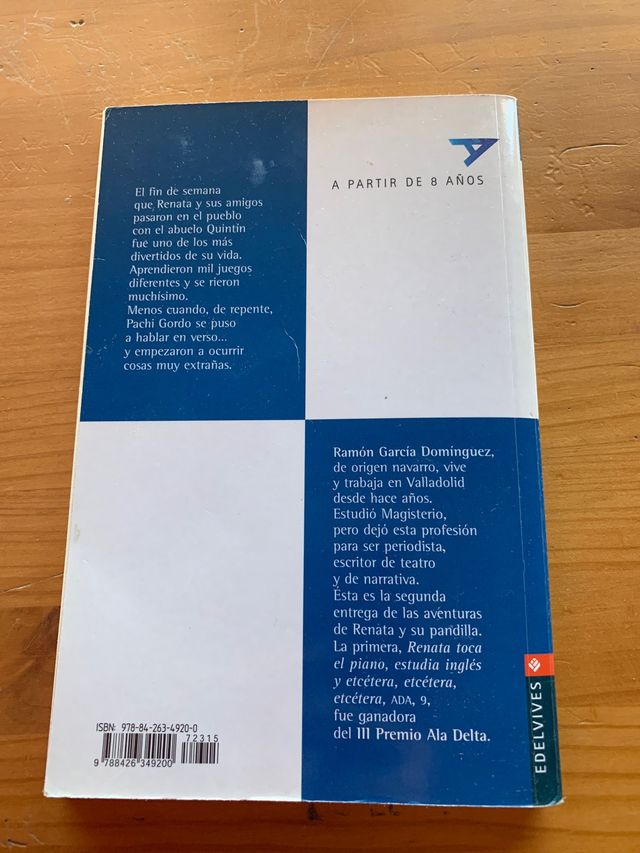 A PARTIR DE 8 AÑOS
El fin de semana
que Renata y sus amigos
pasaron en el pueblo
con el abuelo Quintín
fue uno de los más
divertidos de su vida.
Aprendieron mil juegos
diferentes y se rieron
muchísimo.
Menos cuando, de repente,
Pachi Gordo se puso
a hablar en verso...
y empezaron a ocurrir
cosas muy extrañas.
Ramón García Domínguez,
de origen navarro, vive
y trabaja en Valladolid
desde hace años.
Estudió Magisterio,
pero dejó esta profesión
para ser periodista,
escritor de teatro
y de narrativa.
Ésta es la segunda
entrega de las aventuras
de Renata y su pandilla.
La primera, Renata toca
el piano, estudia inglés
y etcétera, etcétera,
etcétera, ADA, 9,
fue ganadora
del III Premio Ala Delta.
ISBN: 978-84-263-4920-0
72315
9 788426 349200
EDELVIVES